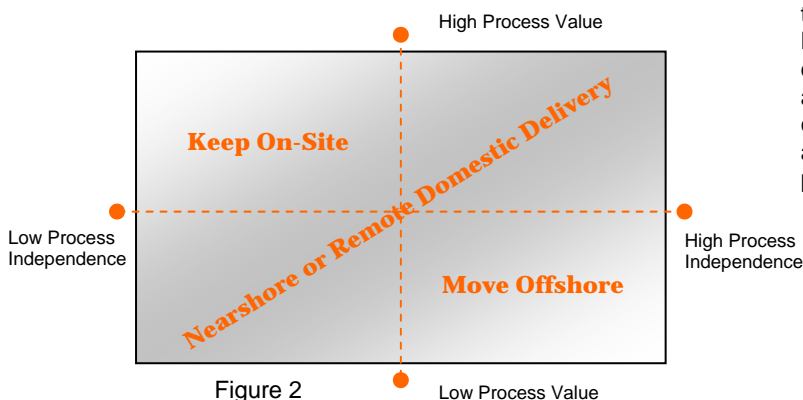 High Process Value
Keep On-Site
Nearshore or Remote Domestic Delivery
Low Process
Independence
High Process
Independence
Move Offshore
Figure 2
Low Process Value